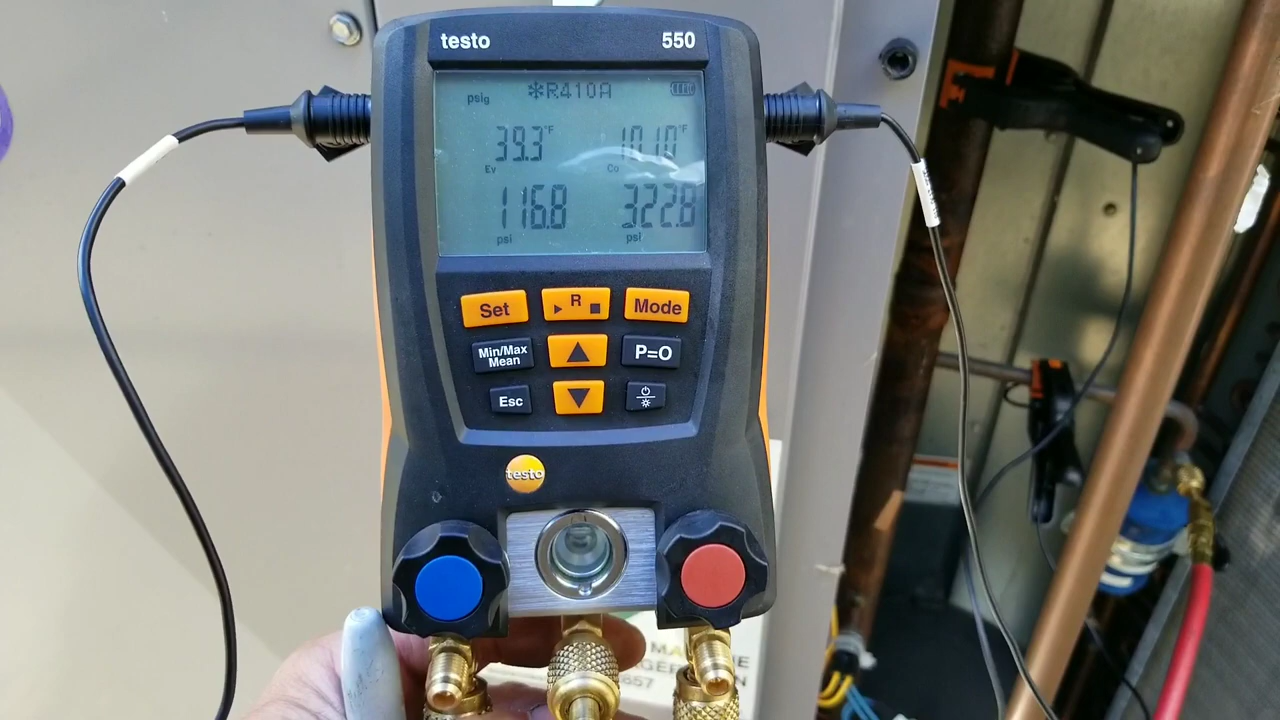 testo 550
psig ✻R410A
39.3°F 101.0°F
Ev Co
116.8 322.8
psi psi
Set R Mode
Min/Max
Mean
P=O
Esc
testo